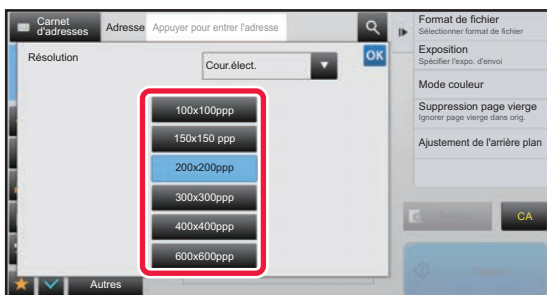 Carnet
d'adresses
Adresse
Appuyer pour entrer l'adresse
Résolution
Cour.élect.
OK
100x100ppp
150x150 ppp
200x200ppp
300x300ppp
400x400ppp
600x600ppp
Autres
Format de fichier
Sélectionner format de fichier
Exposition
Spécifier l'expo. d'envoi
Mode couleur
Suppression page vierge
Ignorer page vierge dans orig.
Ajustement de l'arrière plan
CA
Départ